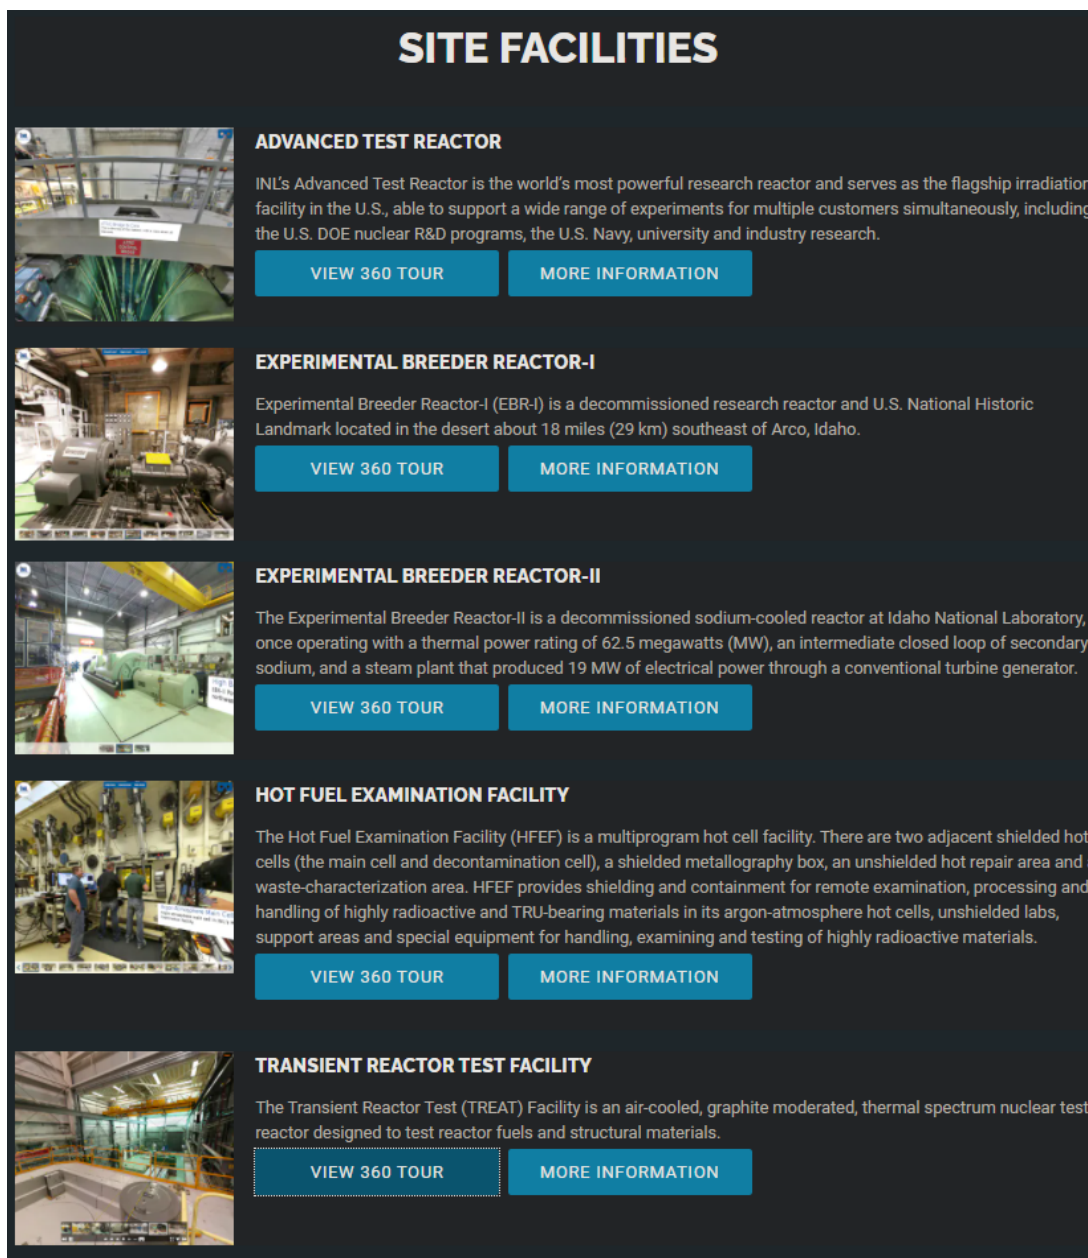 SITE FACILITIES
ADVANCED TEST REACTOR
INL's Advanced Test Reactor is the world's most powerful research reactor and serves as the flagship irradiation
facility in the U.S., able to support a wide range of experiments for multiple customers simultaneously, including
the U.S. DOE nuclear R&D programs, the U.S. Navy, university and industry research.
VIEW 360 TOUR MORE INFORMATION
EXPERIMENTAL BREEDER REACTOR-I
Experimental Breeder Reactor-I (EBR-I) is a decommissioned research reactor and U.S. National Historic
Landmark located in the desert about 18 miles (29 km) southeast of Arco, Idaho.
VIEW 360 TOUR MORE INFORMATION
EXPERIMENTAL BREEDER REACTOR-II
The Experimental Breeder Reactor-II is a decommissioned sodium-cooled reactor at Idaho National Laboratory,
once operating with a thermal power rating of 62.5 megawatts (MW), an intermediate closed loop of secondary
sodium, and a steam plant that produced 19 MW of electrical power through a conventional turbine generator.
VIEW 360 TOUR MORE INFORMATION
HOT FUEL EXAMINATION FACILITY
The Hot Fuel Examination Facility (HFEF) is a multiprogram hot cell facility. There are two adjacent shielded hot
cells (the main cell and decontamination cell), a shielded metallography box, an unshielded hot repair area and
waste-characterization area. HFEF provides shielding and containment for remote examination, processing and
handling of highly radioactive and TRU-bearing materials in its argon-atmosphere hot cells, unshielded labs,
support areas and special equipment for handling, examining and testing of highly radioactive materials.
VIEW 360 TOUR MORE INFORMATION
TRANSIENT REACTOR TEST FACILITY
The Transient Reactor Test (TREAT) Facility is an air-cooled, graphite moderated, thermal spectrum nuclear test
reactor designed to test reactor fuels and structural materials.
VIEW 360 TOUR MORE INFORMATION